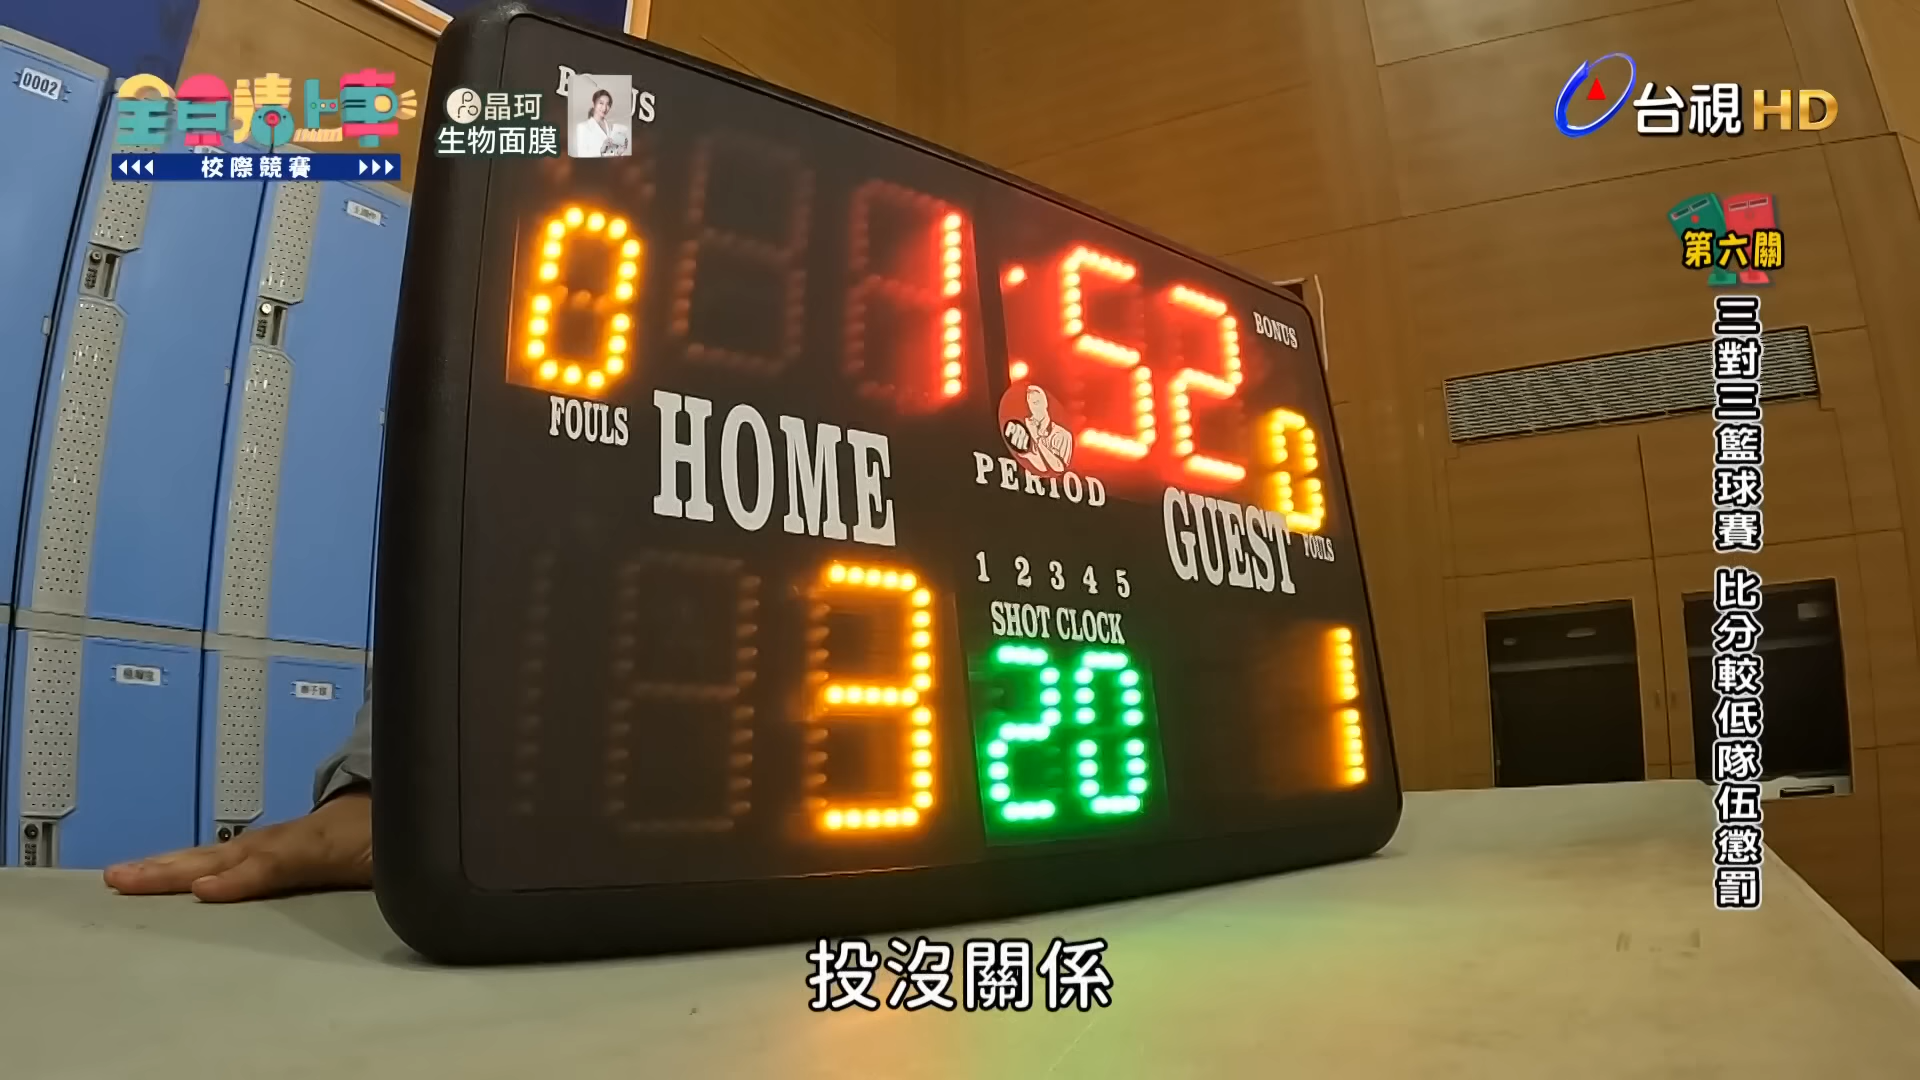 0002
全員請上車
校際競賽
晶珂
生物面膜
台視HD
第六關
三對三籃球賽 比分較低隊伍懲罰
BONUS
0
1:52
BONUS
0
FOULS
HOME
PERIOD
GUEST
FOULS
1 2 3 4 5
SHOT CLOCK
3
20
1
投沒關係